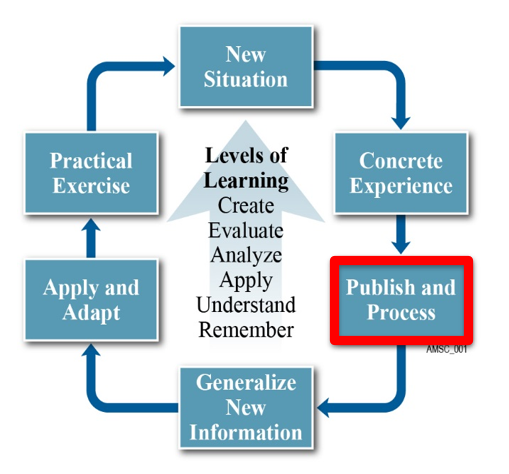 New
Situation
Practical
Exercise
Levels of
Learning
Create
Evaluate
Analyze
Apply
Understand
Remember
Concrete
Experience
Apply and
Adapt
Publish and
Process
AMSC_001
Generalize
New
Information